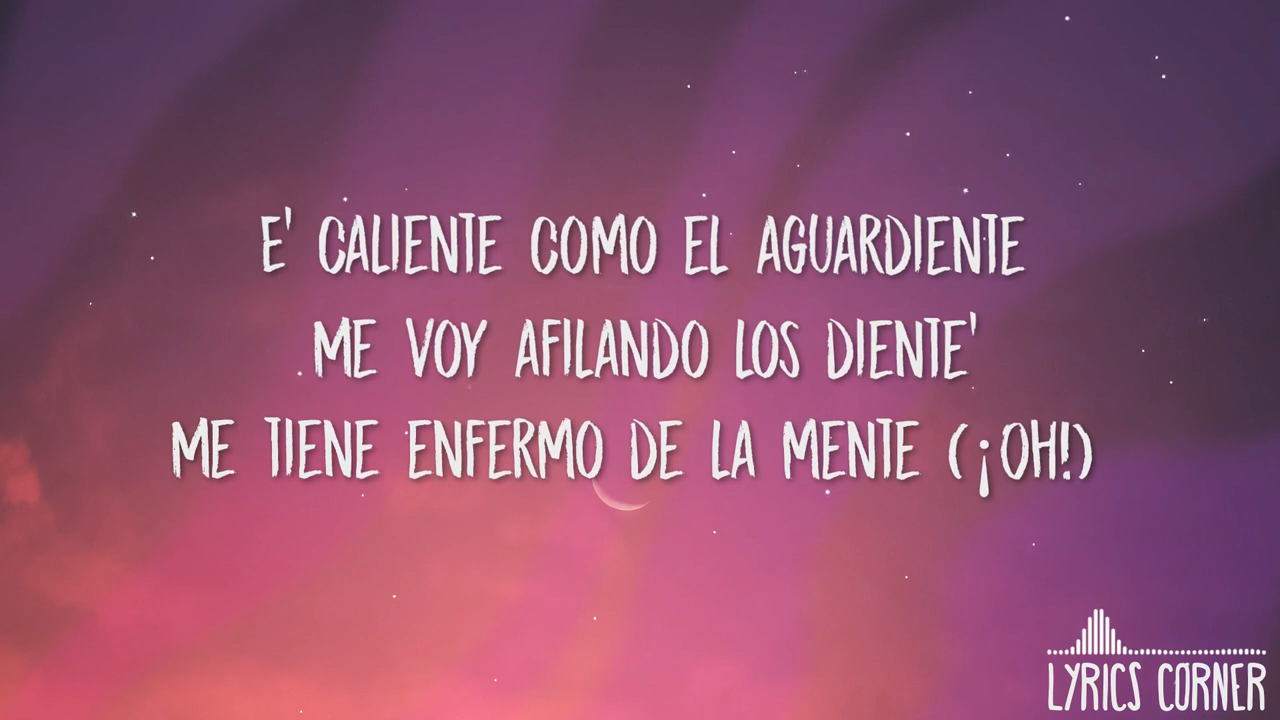 E' CALIENTE COMO EL AGUARDIENTE
ME VOY AFILANDO LOS DIENTE'
ME TIENE ENFERMO DE LA MENTE (¡OH!)
LYRICS CORNER